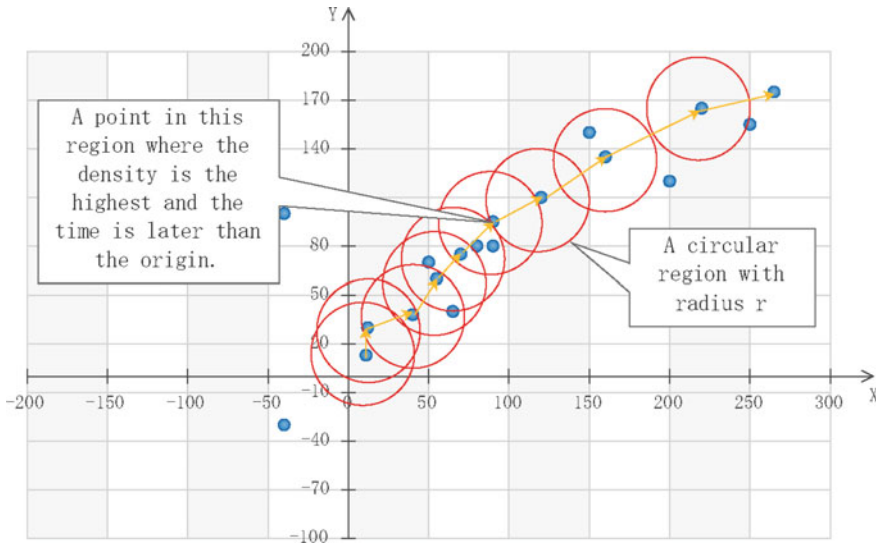 Y
200
170
140
80
50
20
-10
-40
-70
-100
A point in this
region where the
density is the
highest and the
time is later than
the origin.
A circular
region with
radius r
-200
-150
-100
-50
0
50
100
150
200
250
300
X